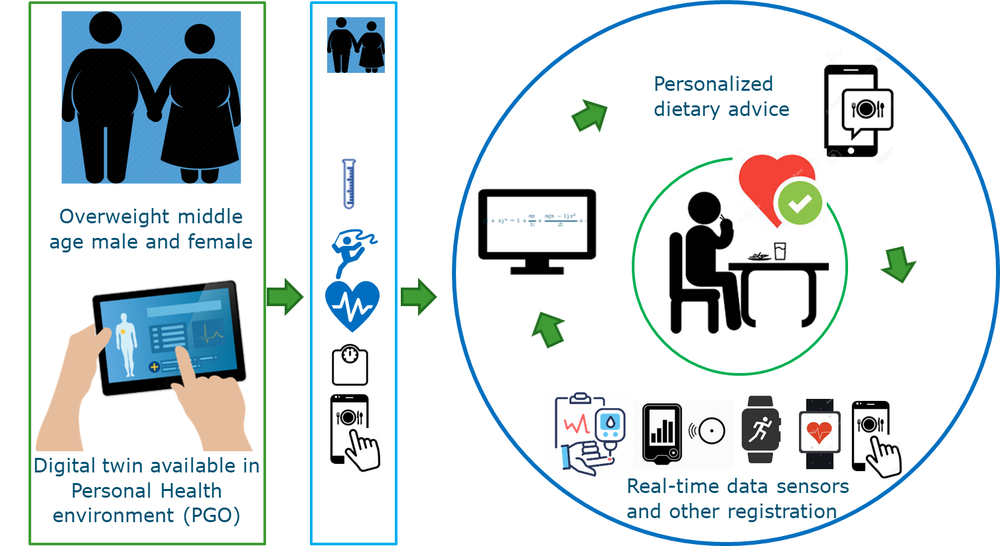 Overweight middle
age male and female
Digital twin available in
Personal Health
environment (PGO)
Personalized
dietary advice
Real-time data sensors
and other registration